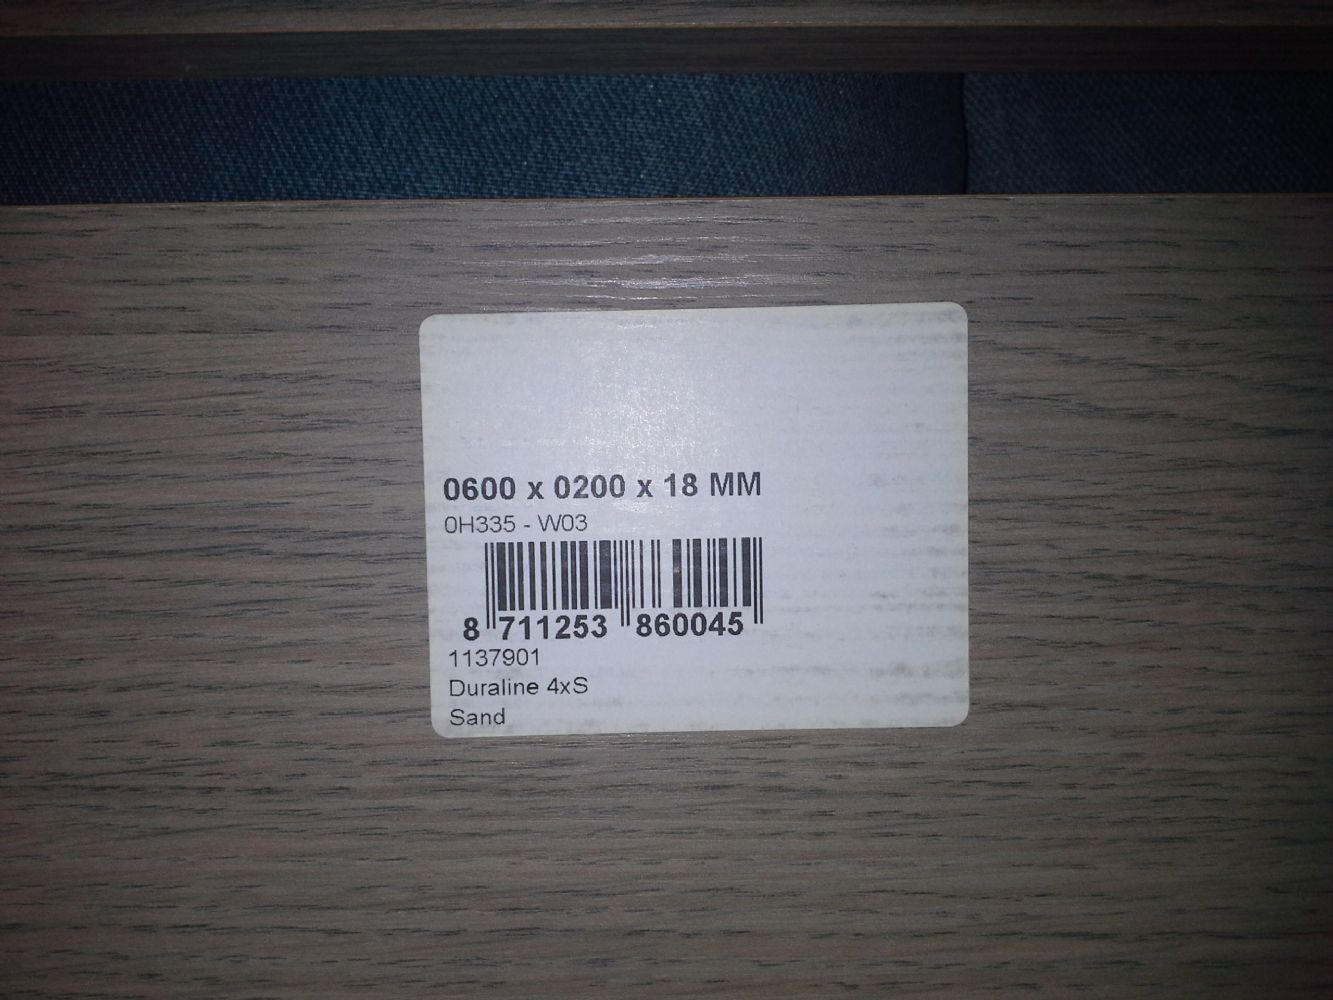 0600 x 0200 x 18 MM
0H335 - W03
8 711253 860045
1137901
Duraline 4xS
Sand